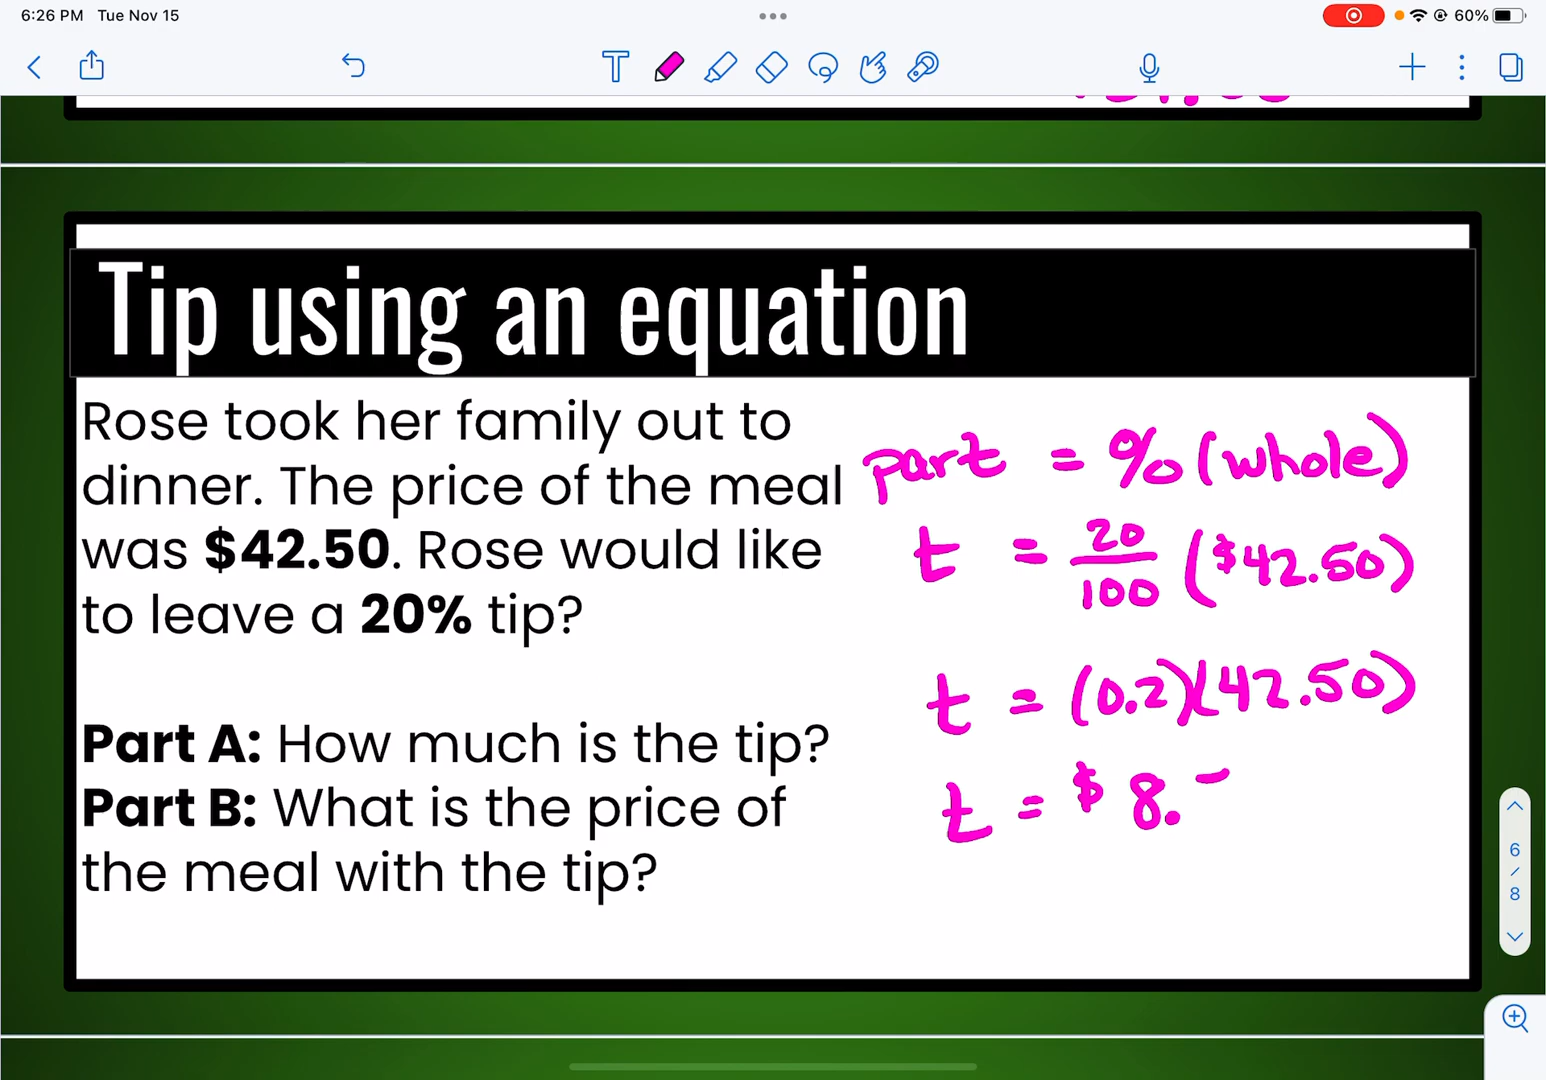 6:26 PM Tue Nov 15
60%
T
Tip using an equation
Rose took her family out to
dinner. The price of the meal
was $42.50. Rose would like
to leave a 20% tip?
Part A: How much is the tip?
Part B: What is the price of
the meal with the tip?
part = %(whole)
t = 20/100 ($42.50)
t = (0.2)(42.50)
t = $ 8.
6/8